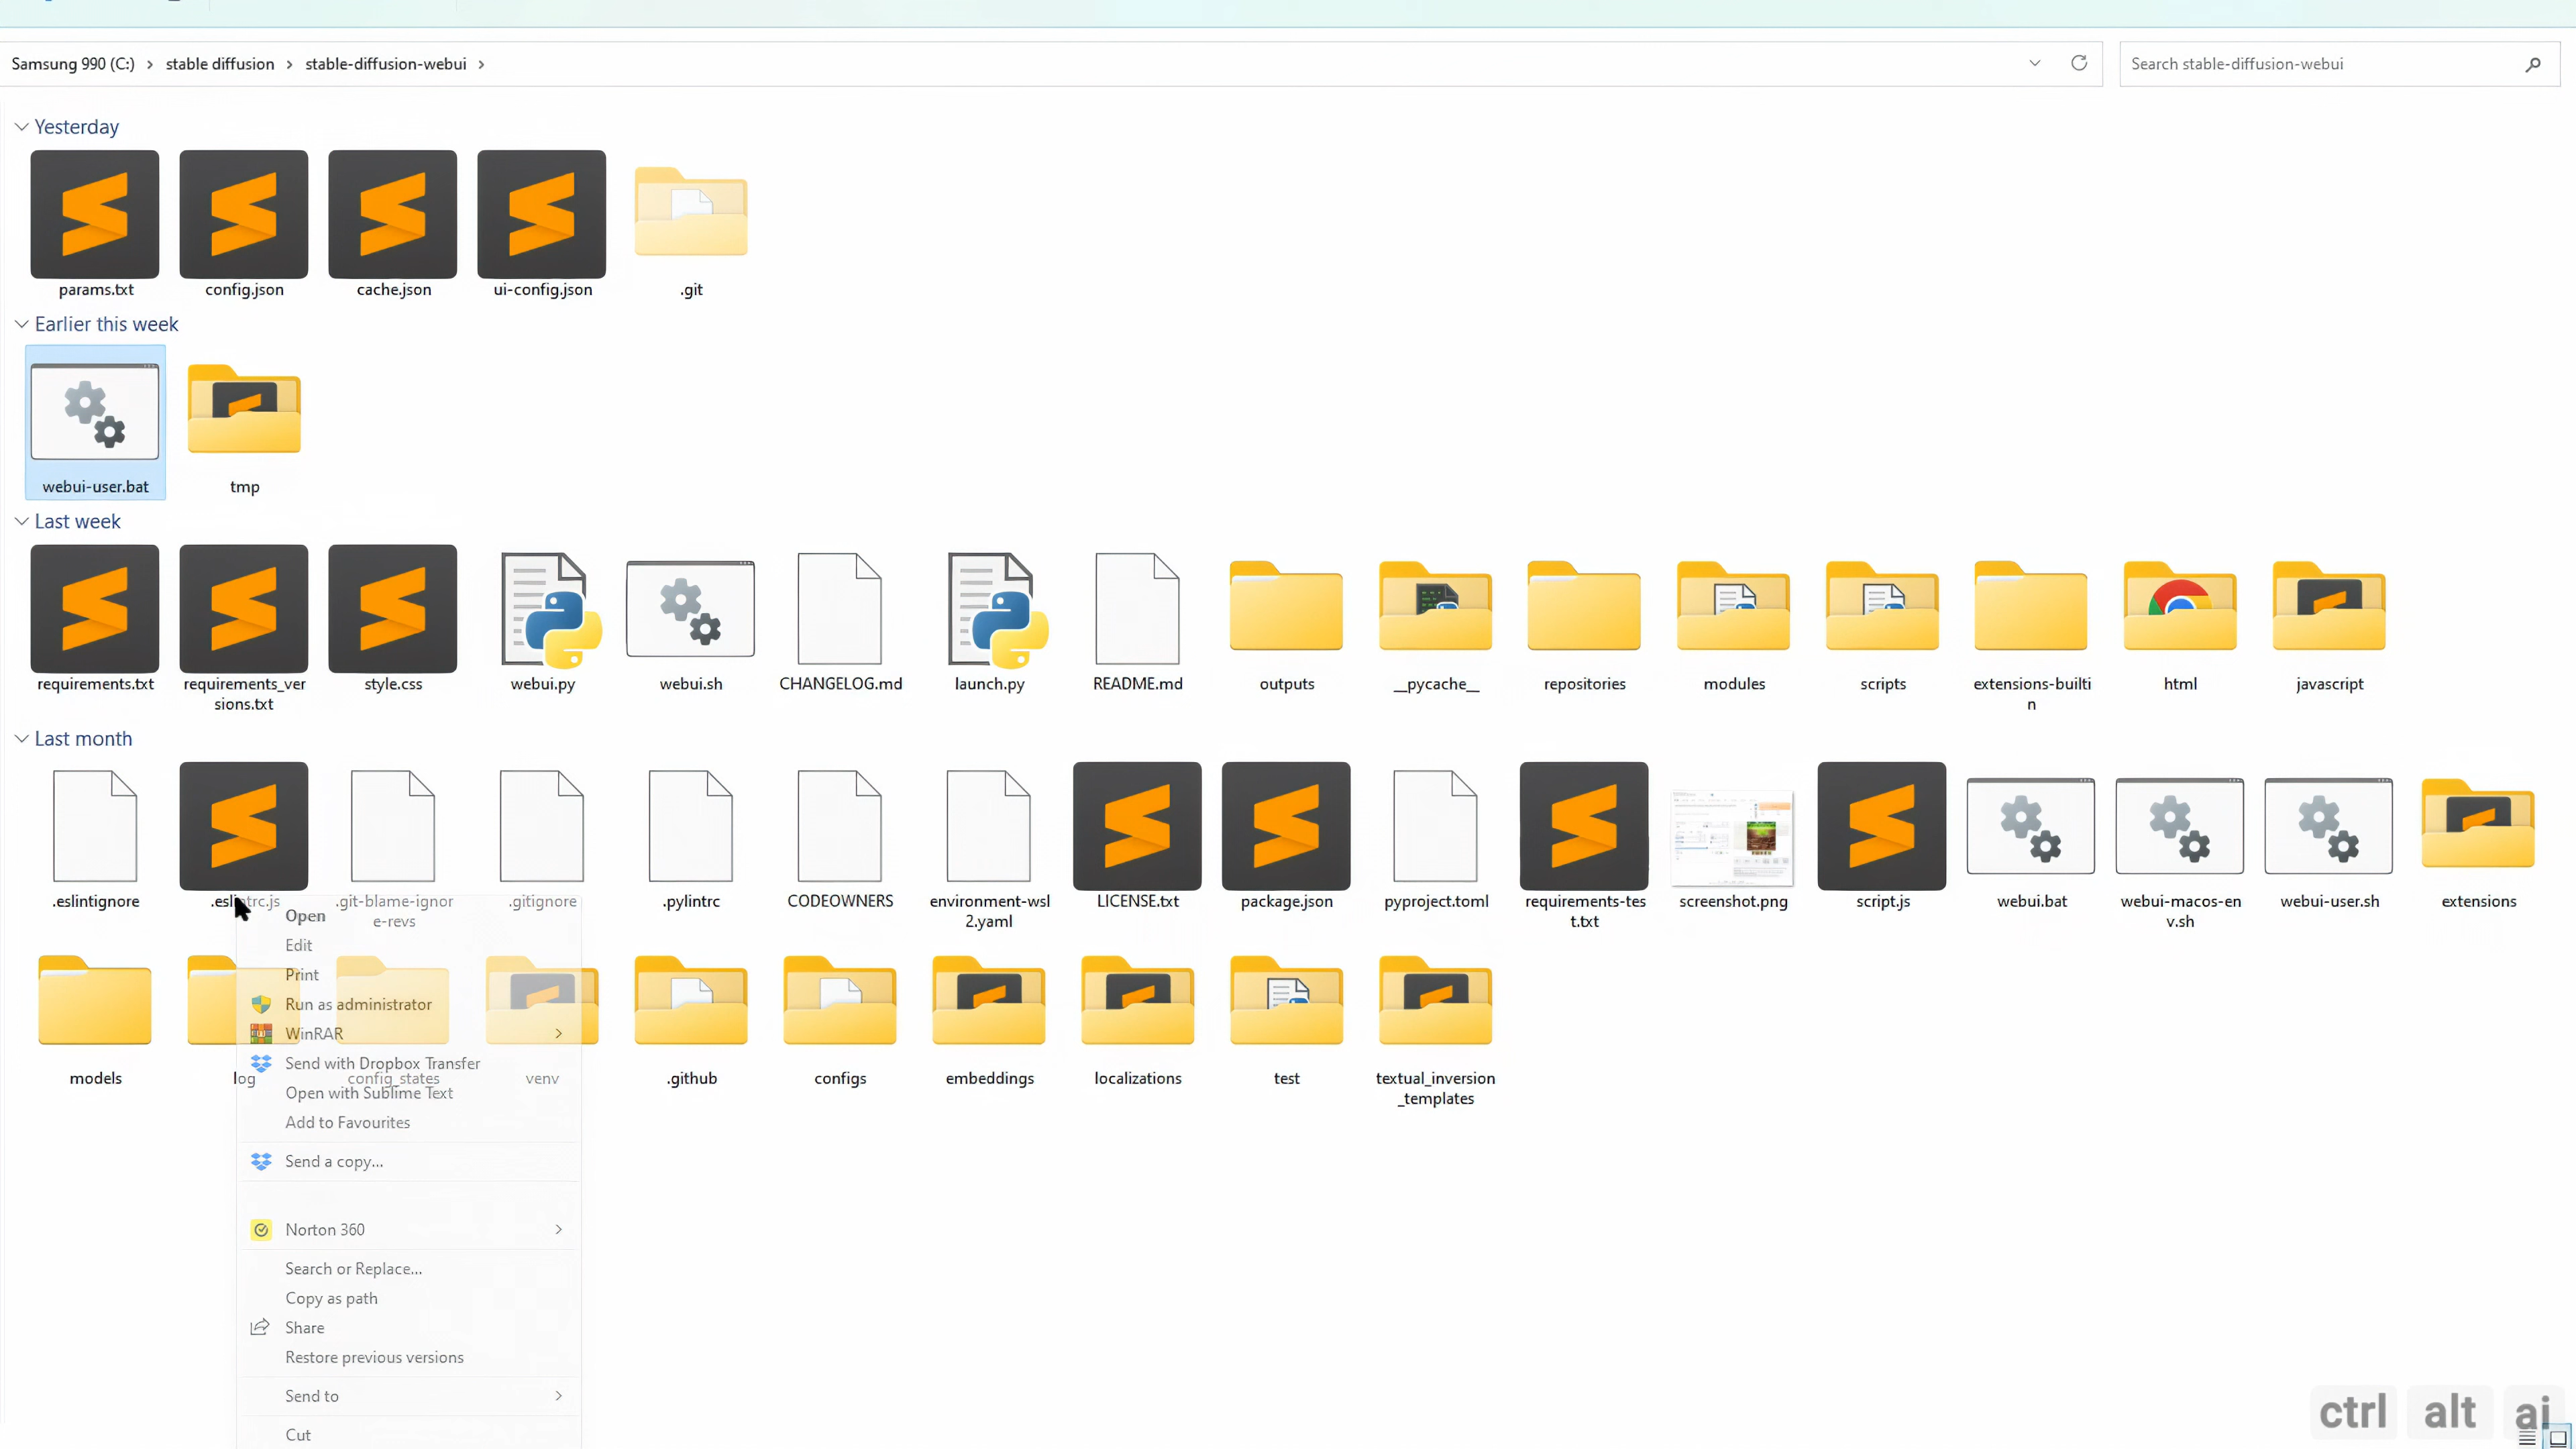 Samsung 990 (C:) > stable diffusion > stable-diffusion-webui >
Search stable-diffusion-webui
Yesterday
params.txt
config.json
cache.json
ui-config.json
.git
Earlier this week
webui-user.bat
tmp
Last week
requirements.txt
requirements_ver
sions.txt
style.css
webui.py
webui.sh
CHANGELOG.md
launch.py
README.md
outputs
__pycache__
repositories
modules
scripts
extensions-builti
n
html
javascript
Last month
.eslintignore
.eslintrc.js
.git-blame-ignor
e-revs
.gitignore
.pylintrc
CODEOWNERS
environment-wsl
2.yaml
LICENSE.txt
package.json
pyproject.toml
requirements-tes
t.txt
screenshot.png
script.js
webui.bat
webui-macos-en
v.sh
webui-user.sh
extensions
models
log
config_states
venv
.github
configs
embeddings
localizations
test
textual_inversion
_templates
Open
Edit
Print
Run as administrator
WinRAR
Send with Dropbox Transfer
Open with Sublime Text
Add to Favourites
Send a copy...
Norton 360
Search or Replace...
Copy as path
Share
Restore previous versions
Send to
Cut
ctrl alt ai